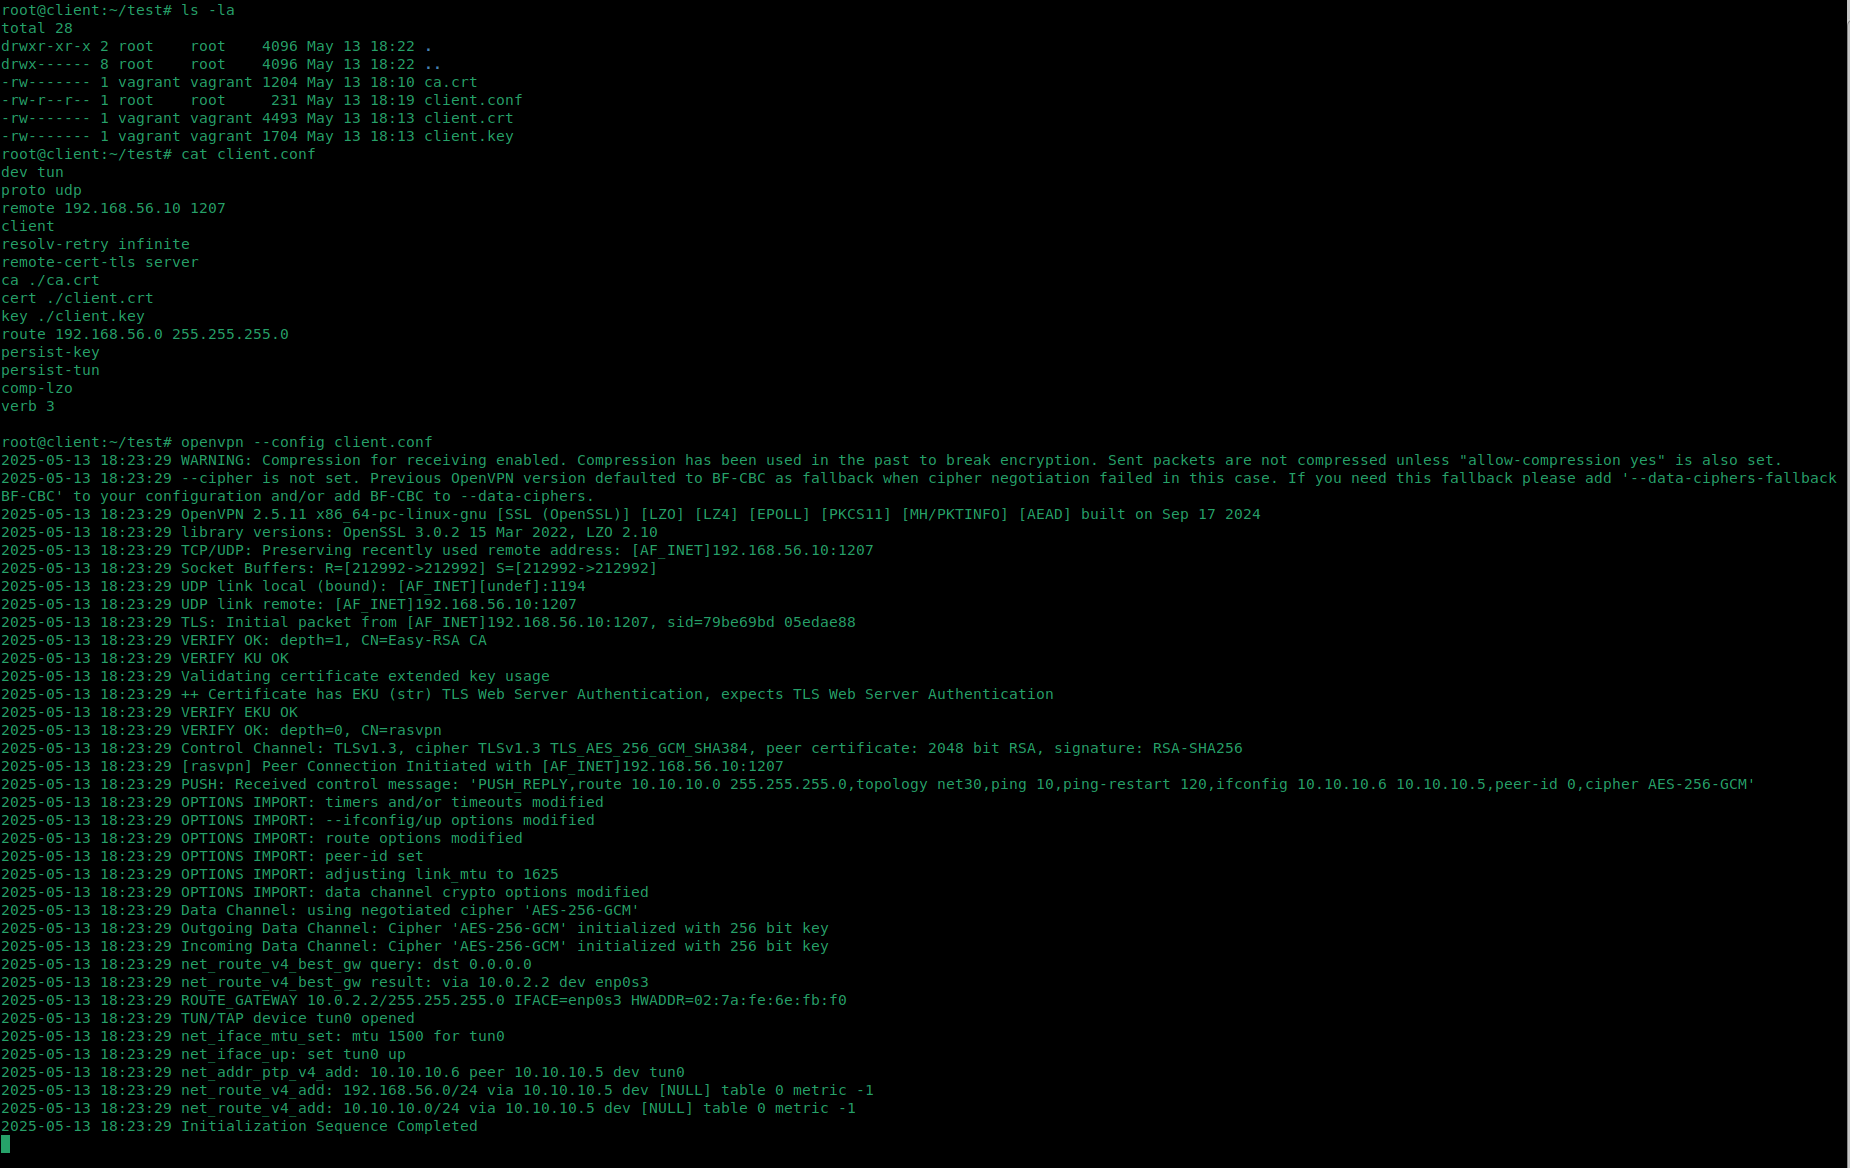 root@client:~/test# ls -la
total 28
drwxr-xr-x 2 root    root    4096 May 13 18:22 .
drwx------ 8 root    root    4096 May 13 18:22 ..
-rw------- 1 vagrant vagrant 1204 May 13 18:10 ca.crt
-rw-r--r-- 1 root    root     231 May 13 18:19 client.conf
-rw------- 1 vagrant vagrant 4493 May 13 18:13 client.crt
-rw------- 1 vagrant vagrant 1704 May 13 18:13 client.key
root@client:~/test# cat client.conf
dev tun
proto udp
remote 192.168.56.10 1207
client
resolv-retry infinite
remote-cert-tls server
ca ./ca.crt
cert ./client.crt
key ./client.key
route 192.168.56.0 255.255.255.0
persist-key
persist-tun
comp-lzo
verb 3

root@client:~/test# openvpn --config client.conf
2025-05-13 18:23:29 WARNING: Compression for receiving enabled. Compression has been used in the past to break encryption. Sent packets are not compressed unless "allow-compression yes" is also set.
2025-05-13 18:23:29 --cipher is not set. Previous OpenVPN version defaulted to BF-CBC as fallback when cipher negotiation failed in this case. If you need this fallback please add '--data-ciphers-fallback
BF-CBC' to your configuration and/or add BF-CBC to --data-ciphers.
2025-05-13 18:23:29 OpenVPN 2.5.11 x86_64-pc-linux-gnu [SSL (OpenSSL)] [LZO] [LZ4] [EPOLL] [PKCS11] [MH/PKTINFO] [AEAD] built on Sep 17 2024
2025-05-13 18:23:29 library versions: OpenSSL 3.0.2 15 Mar 2022, LZO 2.10
2025-05-13 18:23:29 TCP/UDP: Preserving recently used remote address: [AF_INET]192.168.56.10:1207
2025-05-13 18:23:29 Socket Buffers: R=[212992->212992] S=[212992->212992]
2025-05-13 18:23:29 UDP link local (bound): [AF_INET][undef]:1194
2025-05-13 18:23:29 UDP link remote: [AF_INET]192.168.56.10:1207
2025-05-13 18:23:29 TLS: Initial packet from [AF_INET]192.168.56.10:1207, sid=79be69bd 05edae88
2025-05-13 18:23:29 VERIFY OK: depth=1, CN=Easy-RSA CA
2025-05-13 18:23:29 VERIFY KU OK
2025-05-13 18:23:29 Validating certificate extended key usage
2025-05-13 18:23:29 ++ Certificate has EKU (str) TLS Web Server Authentication, expects TLS Web Server Authentication
2025-05-13 18:23:29 VERIFY EKU OK
2025-05-13 18:23:29 VERIFY OK: depth=0, CN=rasvpn
2025-05-13 18:23:29 Control Channel: TLSv1.3, cipher TLSv1.3 TLS_AES_256_GCM_SHA384, peer certificate: 2048 bit RSA, signature: RSA-SHA256
2025-05-13 18:23:29 [rasvpn] Peer Connection Initiated with [AF_INET]192.168.56.10:1207
2025-05-13 18:23:29 PUSH: Received control message: 'PUSH_REPLY,route 10.10.10.0 255.255.255.0,topology net30,ping 10,ping-restart 120,ifconfig 10.10.10.6 10.10.10.5,peer-id 0,cipher AES-256-GCM'
2025-05-13 18:23:29 OPTIONS IMPORT: timers and/or timeouts modified
2025-05-13 18:23:29 OPTIONS IMPORT: --ifconfig/up options modified
2025-05-13 18:23:29 OPTIONS IMPORT: route options modified
2025-05-13 18:23:29 OPTIONS IMPORT: peer-id set
2025-05-13 18:23:29 OPTIONS IMPORT: adjusting link_mtu to 1625
2025-05-13 18:23:29 OPTIONS IMPORT: data channel crypto options modified
2025-05-13 18:23:29 Data Channel: using negotiated cipher 'AES-256-GCM'
2025-05-13 18:23:29 Outgoing Data Channel: Cipher 'AES-256-GCM' initialized with 256 bit key
2025-05-13 18:23:29 Incoming Data Channel: Cipher 'AES-256-GCM' initialized with 256 bit key
2025-05-13 18:23:29 net_route_v4_best_gw query: dst 0.0.0.0
2025-05-13 18:23:29 net_route_v4_best_gw result: via 10.0.2.2 dev enp0s3
2025-05-13 18:23:29 ROUTE_GATEWAY 10.0.2.2/255.255.255.0 IFACE=enp0s3 HWADDR=02:7a:fe:6e:fb:f0
2025-05-13 18:23:29 TUN/TAP device tun0 opened
2025-05-13 18:23:29 net_iface_mtu_set: mtu 1500 for tun0
2025-05-13 18:23:29 net_iface_up: set tun0 up
2025-05-13 18:23:29 net_addr_ptp_v4_add: 10.10.10.6 peer 10.10.10.5 dev tun0
2025-05-13 18:23:29 net_route_v4_add: 192.168.56.0/24 via 10.10.10.5 dev [NULL] table 0 metric -1
2025-05-13 18:23:29 net_route_v4_add: 10.10.10.0/24 via 10.10.10.5 dev [NULL] table 0 metric -1
2025-05-13 18:23:29 Initialization Sequence Completed